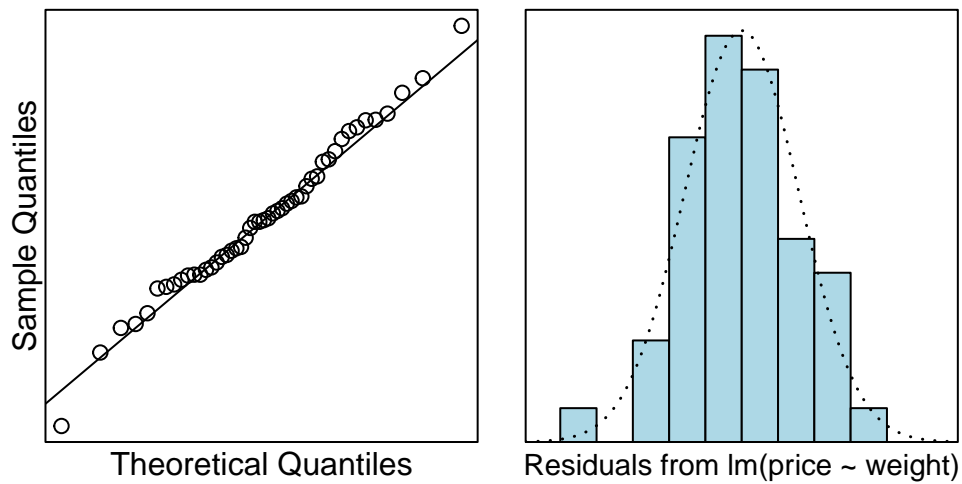 Sample Quantiles
Theoretical Quantiles
Residuals from lm(price ~ weight)